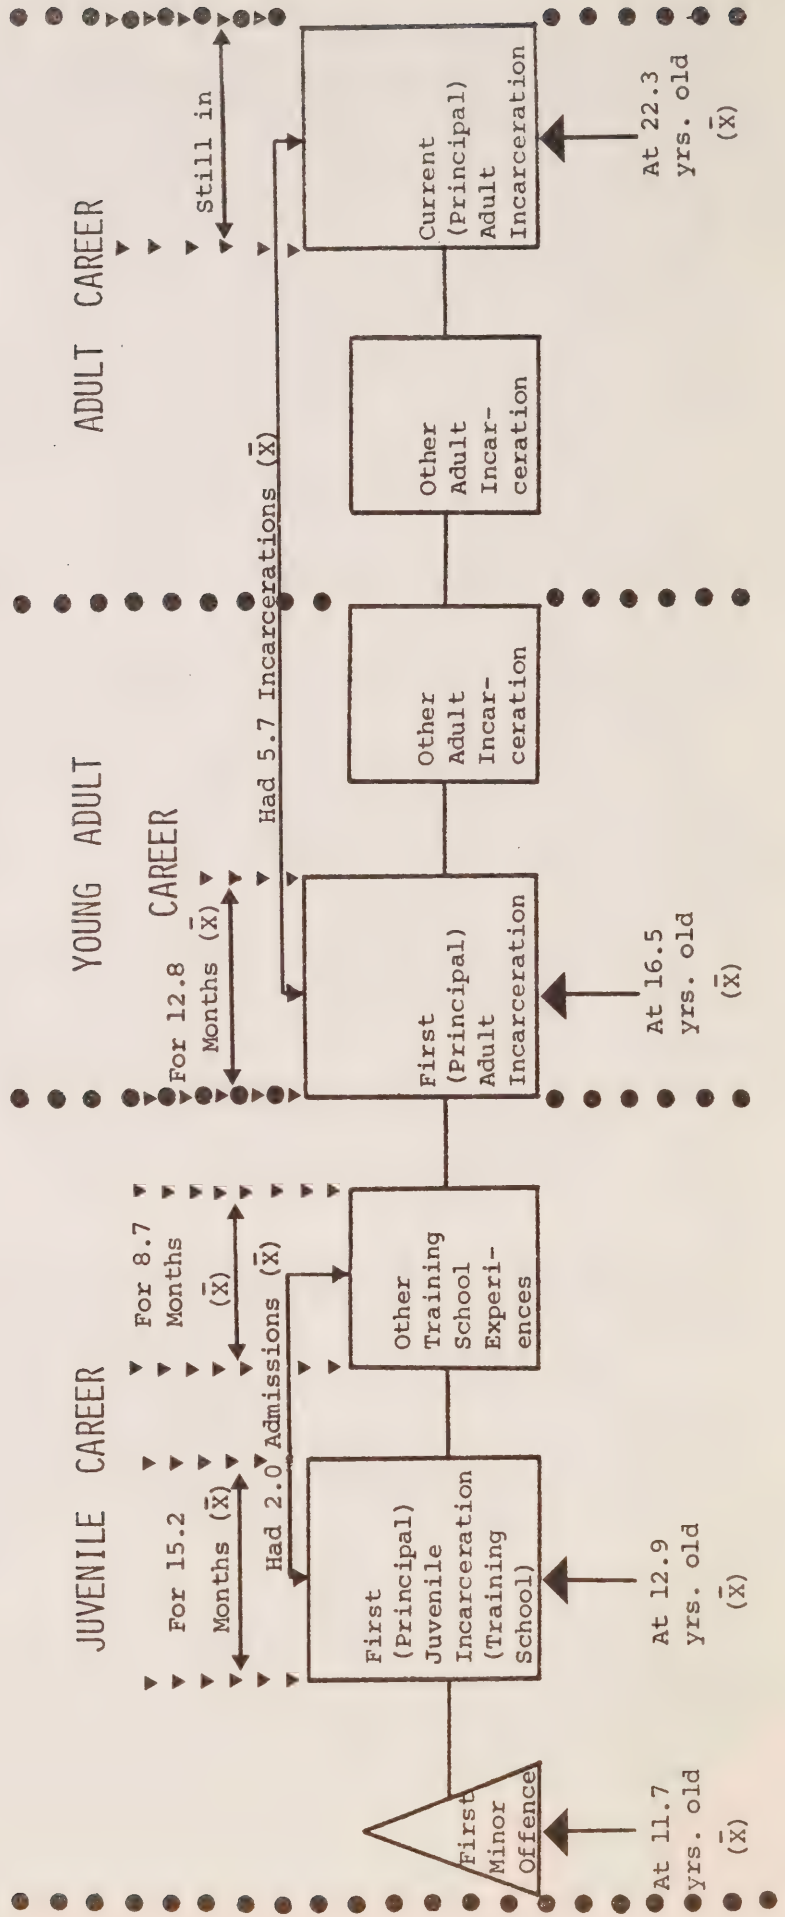 JUVENILE CAREER
YOUNG ADULT
CAREER
ADULT CAREER
For 15.2
Months (X̄)
For 8.7
Months
(X̄)
Had 2.0 Admissions (X̄)
For 12.8
Months (X̄)
Had 5.7 Incarcerations (X̄)
Still in
First
Minor
Offence
First
(Principal)
Juvenile
Incarceration
(Training
School)
Other
Training
School
Experi-
ences
First
(Principal)
Adult
Incarceration
Other
Adult
Incar-
ceration
Other
Adult
Incar-
ceration
Current
(Principal)
Adult
Incarceration
At 11.7
yrs. old
(X̄)
At 12.9
yrs. old
(X̄)
At 16.5
yrs. old
(X̄)
At 22.3
yrs. old
(X̄)